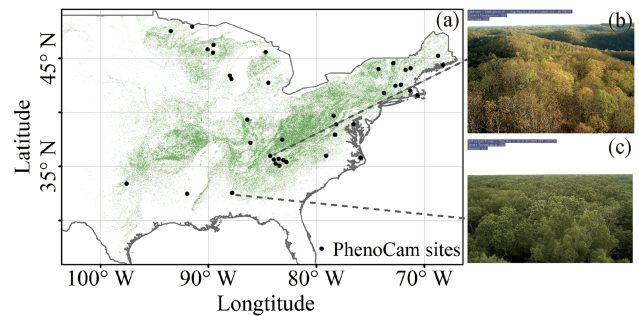 (a)
(b)
(c)
45° N
35° N
Latitude
PhenoCam sites
100° W
90° W
80° W
70° W
Longtitude